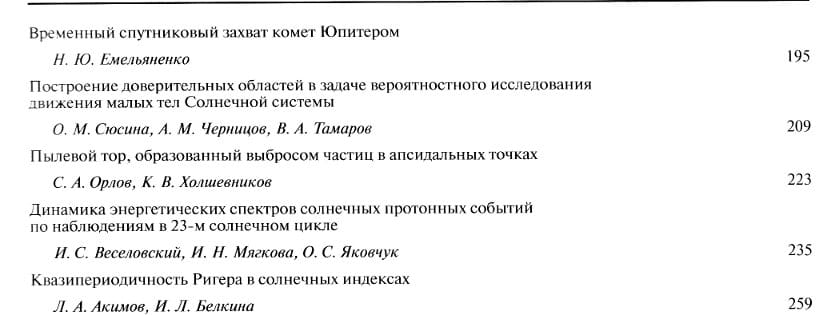 Временный спутниковый захват комет Юпитером
Н. Ю. Емельяненко 195
Построение доверительных областей в задаче вероятностного исследования
движения малых тел Солнечной системы
О. М. Сюсина, А. М. Черницов, В. А. Тамаров 209
Пылевой тор, образованный выбросом частиц в апсидальных точках
С. А. Орлов, К. В. Холшевников 223
Динамика энергетических спектров солнечных протонных событий
по наблюдениям в 23-м солнечном цикле
И. С. Веселовский, И. Н. Мягкова, О. С. Яковчук 235
Квазипериодичность Ригера в солнечных индексах
Л. А. Акимов, И. Л. Белкина 259